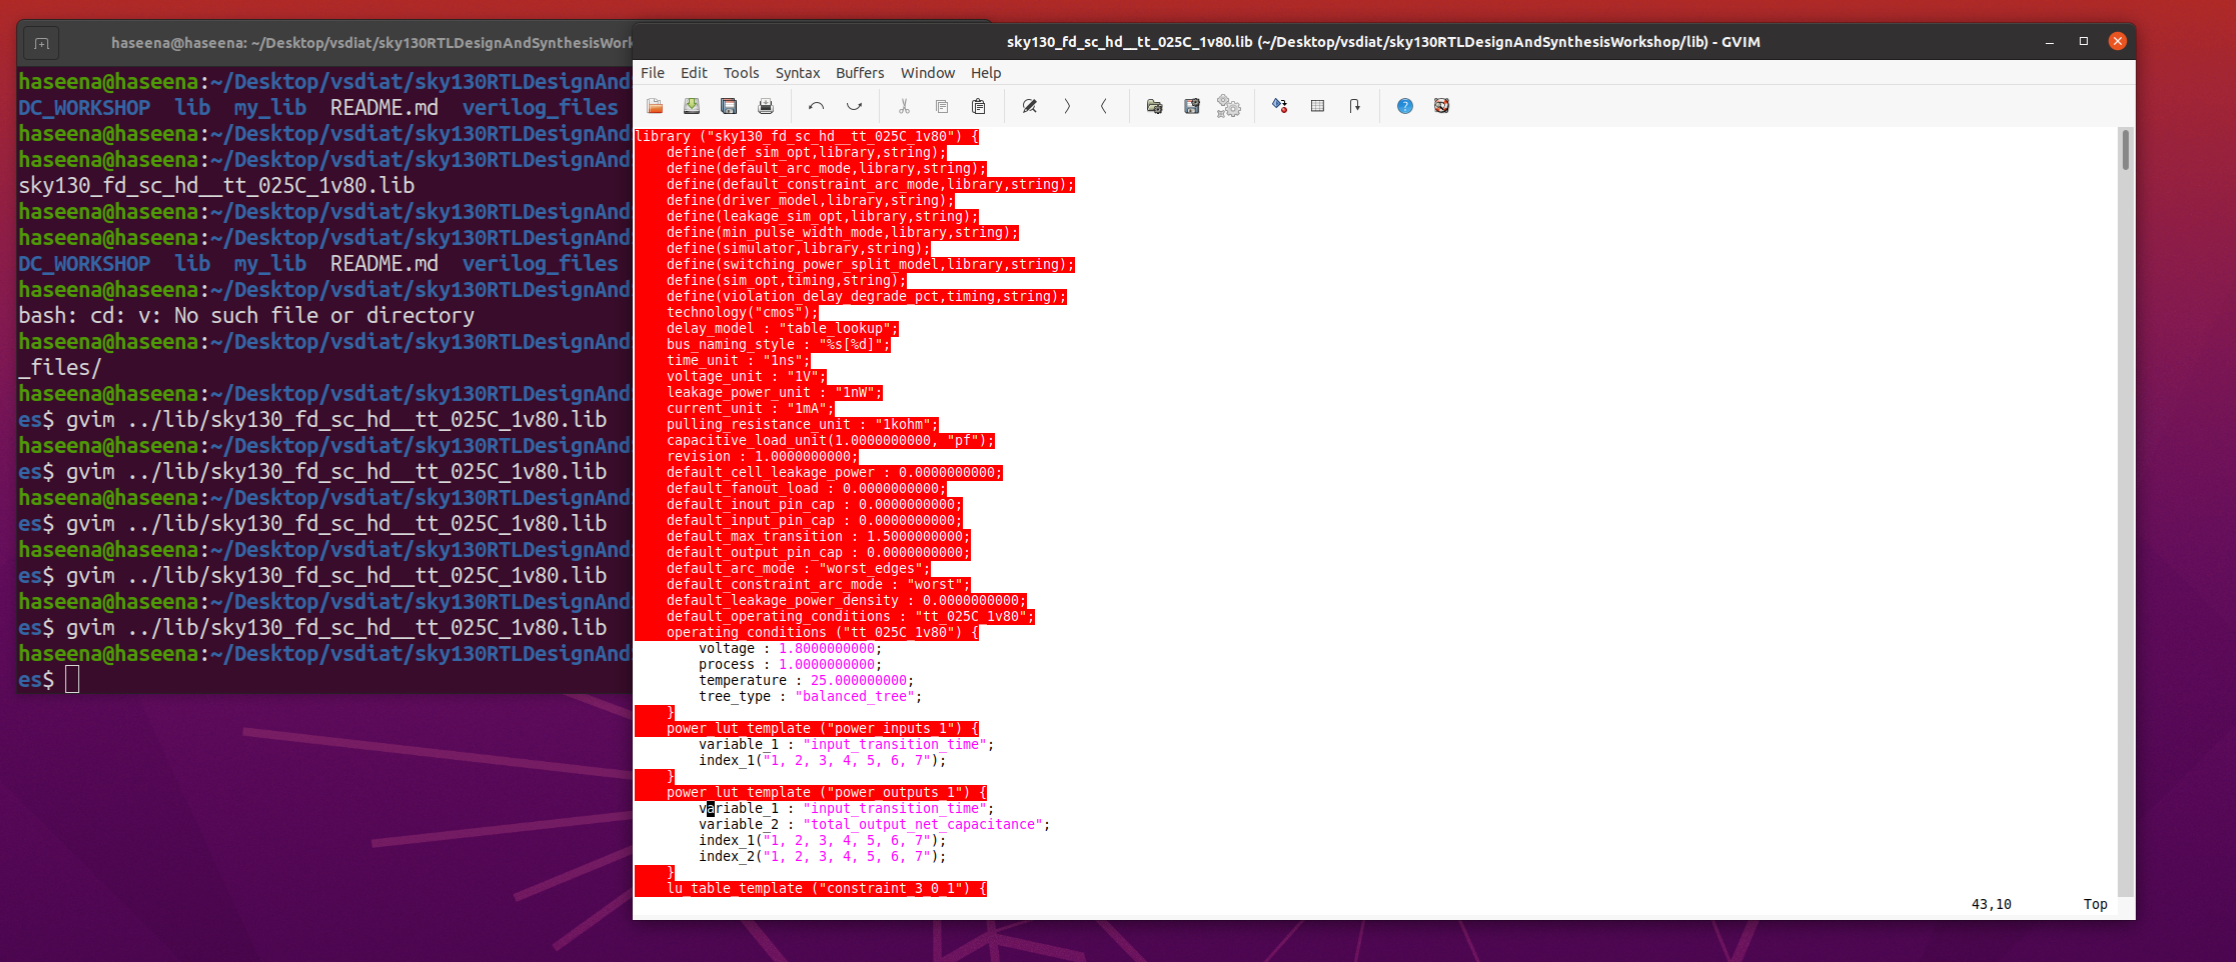 haseena@haseena: ~/Desktop/vsdiat/sky130RTLDesignAndSynthesisWork
haseena@haseena:~/Desktop/vsdiat/sky130RTLDesignAnd
DC_WORKSHOP lib my_lib README.md verilog_files
haseena@haseena:~/Desktop/vsdiat/sky130RTLDesignAnd
haseena@haseena:~/Desktop/vsdiat/sky130RTLDesignAnd
sky130_fd_sc_hd__tt_025C_1v80.lib
haseena@haseena:~/Desktop/vsdiat/sky130RTLDesignAnd
haseena@haseena:~/Desktop/vsdiat/sky130RTLDesignAnd
DC_WORKSHOP lib my_lib README.md verilog_files
haseena@haseena:~/Desktop/vsdiat/sky130RTLDesignAnd
bash: cd: v: No such file or directory
haseena@haseena:~/Desktop/vsdiat/sky130RTLDesignAnd
_files/
haseena@haseena:~/Desktop/vsdiat/sky130RTLDesignAnd
es$ gvim ../lib/sky130_fd_sc_hd__tt_025C_1v80.lib
haseena@haseena:~/Desktop/vsdiat/sky130RTLDesignAnd
es$ gvim ../lib/sky130_fd_sc_hd__tt_025C_1v80.lib
haseena@haseena:~/Desktop/vsdiat/sky130RTLDesignAnd
es$ gvim ../lib/sky130_fd_sc_hd__tt_025C_1v80.lib
haseena@haseena:~/Desktop/vsdiat/sky130RTLDesignAnd
es$ gvim ../lib/sky130_fd_sc_hd__tt_025C_1v80.lib
haseena@haseena:~/Desktop/vsdiat/sky130RTLDesignAnd
es$ gvim ../lib/sky130_fd_sc_hd__tt_025C_1v80.lib
haseena@haseena:~/Desktop/vsdiat/sky130RTLDesignAnd
es$
sky130_fd_sc_hd__tt_025C_1v80.lib (~/Desktop/vsdiat/sky130RTLDesignAndSynthesisWorkshop/lib) - GVIM
File Edit Tools Syntax Buffers Window Help
library ("sky130_fd_sc_hd__tt_025C_1v80") {
    define(def_sim_opt,library,string);
    define(default_arc_mode,library,string);
    define(default_constraint_arc_mode,library,string);
    define(driver_model,library,string);
    define(leakage_sim_opt,library,string);
    define(min_pulse_width_mode,library,string);
    define(simulator,library,string);
    define(switching_power_split_model,library,string);
    define(sim_opt,timing,string);
    define(violation_delay_degrade_pct,timing,string);
    technology("cmos");
    delay_model : "table_lookup";
    bus_naming_style : "%s[%d]";
    time_unit : "1ns";
    voltage_unit : "1V";
    leakage_power_unit : "1nW";
    current_unit : "1mA";
    pulling_resistance_unit : "1kohm";
    capacitive_load_unit(1.0000000000, "pf");
    revision : 1.0000000000;
    default_cell_leakage_power : 0.0000000000;
    default_fanout_load : 0.0000000000;
    default_inout_pin_cap : 0.0000000000;
    default_input_pin_cap : 0.0000000000;
    default_max_transition : 1.5000000000;
    default_output_pin_cap : 0.0000000000;
    default_arc_mode : "worst_edges";
    default_constraint_arc_mode : "worst";
    default_leakage_power_density : 0.0000000000;
    default_operating_conditions : "tt_025C_1v80";
    operating_conditions ("tt_025C_1v80") {
        voltage : 1.8000000000;
        process : 1.0000000000;
        temperature : 25.000000000;
        tree_type : "balanced_tree";
    }
    power_lut_template ("power_inputs_1") {
        variable_1 : "input_transition_time";
        index_1("1, 2, 3, 4, 5, 6, 7");
    }
    power_lut_template ("power_outputs_1") {
        variable_1 : "input_transition_time";
        variable_2 : "total_output_net_capacitance";
        index_1("1, 2, 3, 4, 5, 6, 7");
        index_2("1, 2, 3, 4, 5, 6, 7");
    }
    lu_table_template ("constraint_3_0_1") {
43,10 Top